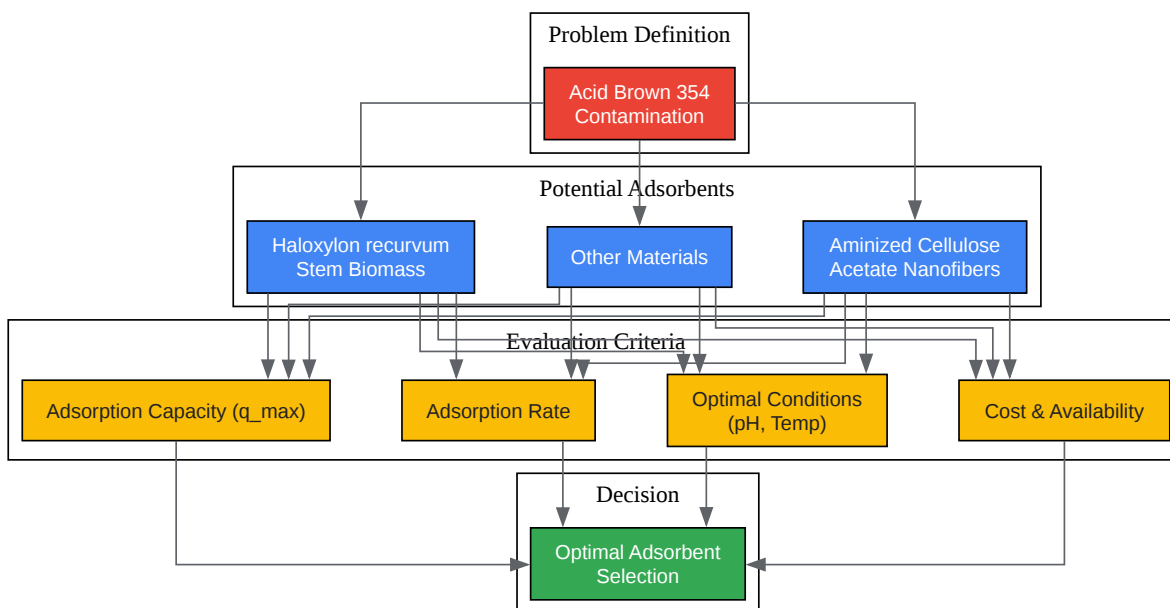 Problem Definition
Acid Brown 354
Contamination
Potential Adsorbents
Haloxylon recurvum
Stem Biomass
Other Materials
Aminized Cellulose
Acetate Nanofibers
Evaluation Criteria
Adsorption Capacity (q_max)
Adsorption Rate
Optimal Conditions
(pH, Temp)
Cost & Availability
Decision
Optimal Adsorbent
Selection